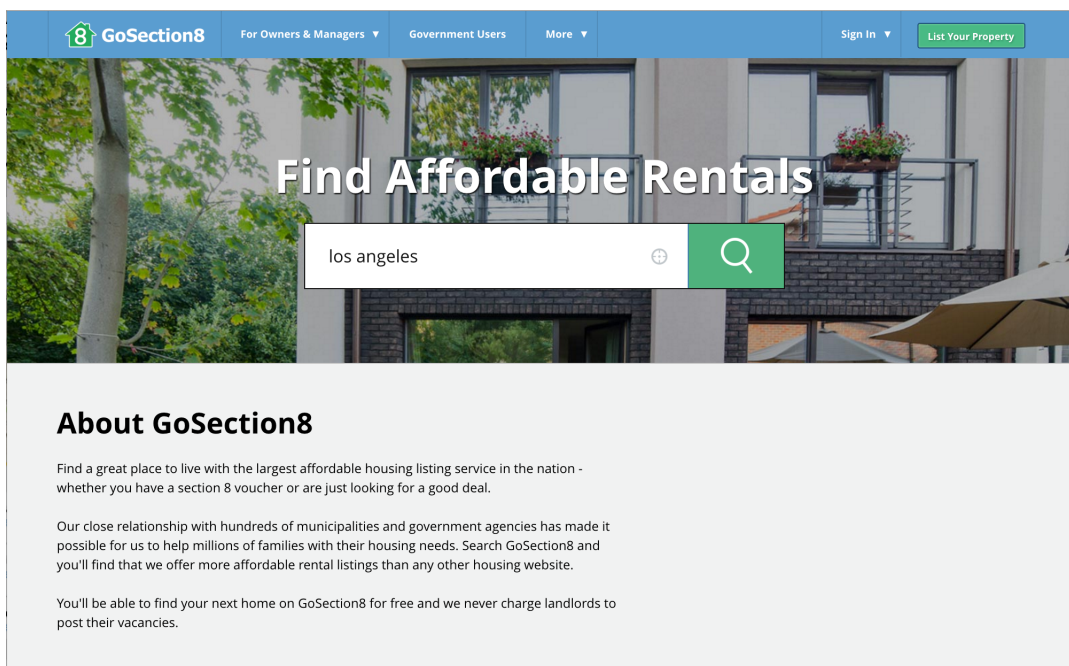 8 GoSection8 For Owners & Managers ▼ Government Users More ▼ Sign In ▼ List Your Property
Find Affordable Rentals
los angeles
About GoSection8
Find a great place to live with the largest affordable housing listing service in the nation -
whether you have a section 8 voucher or are just looking for a good deal.
Our close relationship with hundreds of municipalities and government agencies has made it
possible for us to help millions of families with their housing needs. Search GoSection8 and
you'll find that we offer more affordable rental listings than any other housing website.
You'll be able to find your next home on GoSection8 for free and we never charge landlords to
post their vacancies.